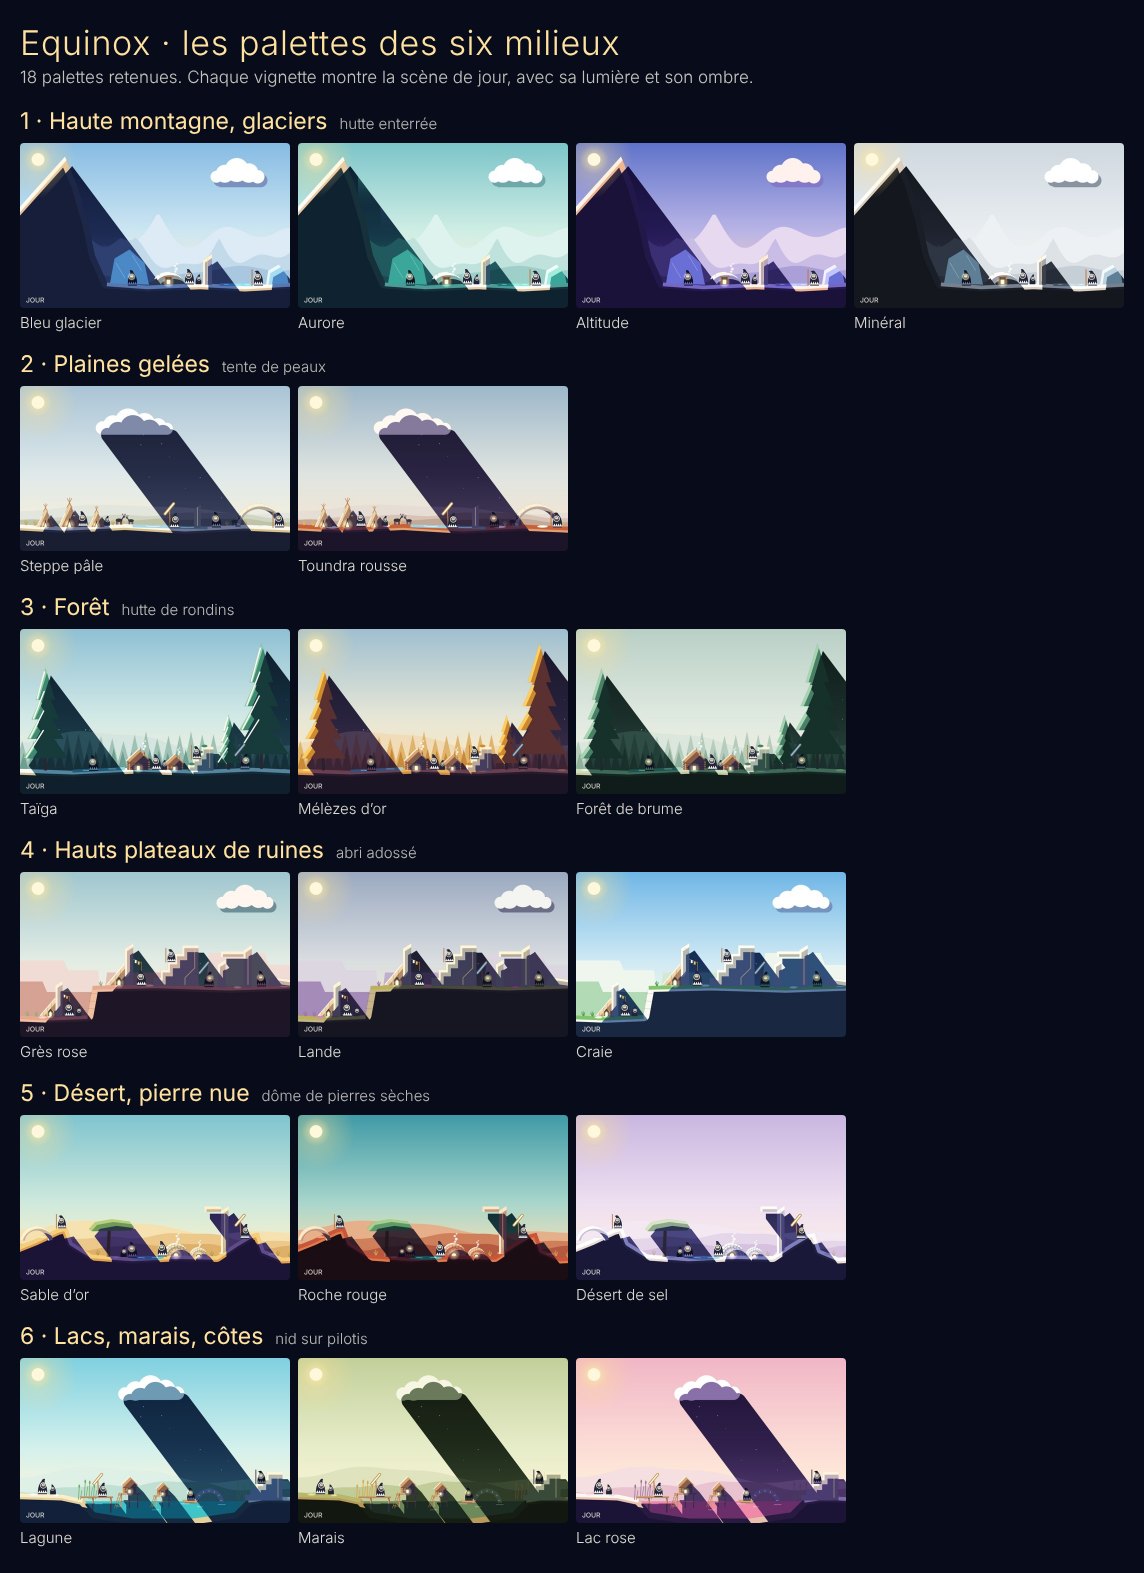 Equinox · les palettes des six milieux
18 palettes retenues. Chaque vignette montre la scène de jour, avec sa lumière et son ombre.
1 · Haute montagne, glaciers hutte enterrée
JOUR JOUR JOUR JOUR
Bleu glacier Aurore Altitude Minéral
2 · Plaines gelées tente de peaux
JOUR JOUR
Steppe pâle Toundra rousse
3 · Forêt hutte de rondins
JOUR JOUR JOUR
Taïga Mélèzes d’or Forêt de brume
4 · Hauts plateaux de ruines abri adossé
JOUR JOUR JOUR
Grès rose Lande Craie
5 · Désert, pierre nue dôme de pierres sèches
JOUR JOUR JOUR
Sable d’or Roche rouge Désert de sel
6 · Lacs, marais, côtes nid sur pilotis
JOUR JOUR JOUR
Lagune Marais Lac rose